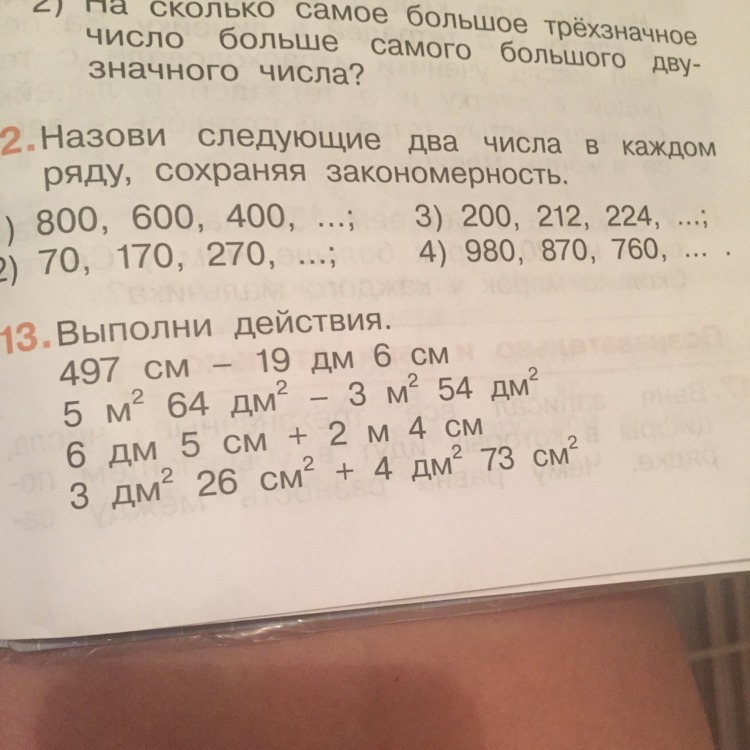 2) На сколько самое большое трёхзначное
число больше самого большого дву-
значного числа?
2. Назови следующие два числа в каждом
ряду, сохраняя закономерность.
) 800, 600, 400, ...; 3) 200, 212, 224, ...;
2) 70, 170, 270, ...; 4) 980, 870, 760, ... .
13. Выполни действия.
497 см – 19 дм 6 см
5 м² 64 дм² – 3 м² 54 дм²
6 дм 5 см + 2 м 4 см
3 дм² 26 см² + 4 дм² 73 см²